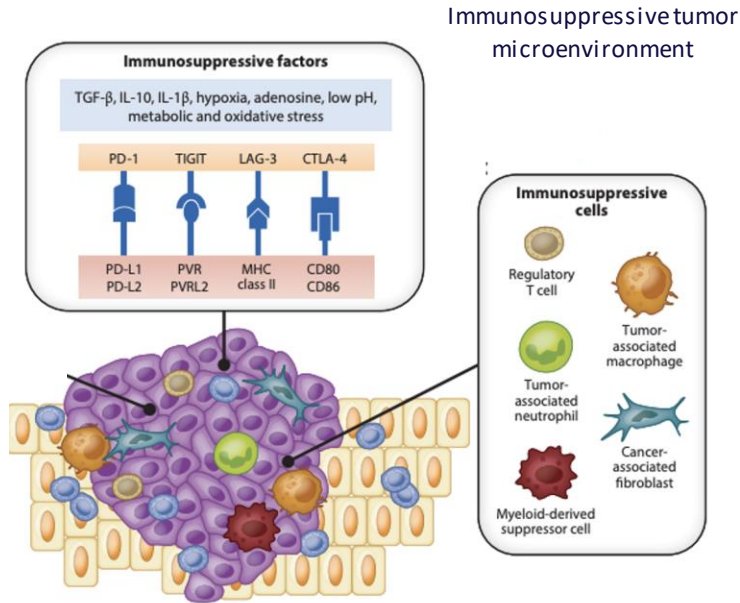 Immunosuppressive tumor
microenvironment
Immunosuppressive factors
TGF-β, IL-10, IL-1β, hypoxia, adenosine, low pH,
metabolic and oxidative stress
PD-1 TIGIT LAG-3 CTLA-4
PD-L1 PVR MHC CD80
PD-L2 PVRL2 class II CD86
Immunosuppressive
cells
Regulatory
T cell
Tumor-
associated
macrophage
Tumor-
associated
neutrophil
Cancer-
associated
fibroblast
Myeloid-derived
suppressor cell